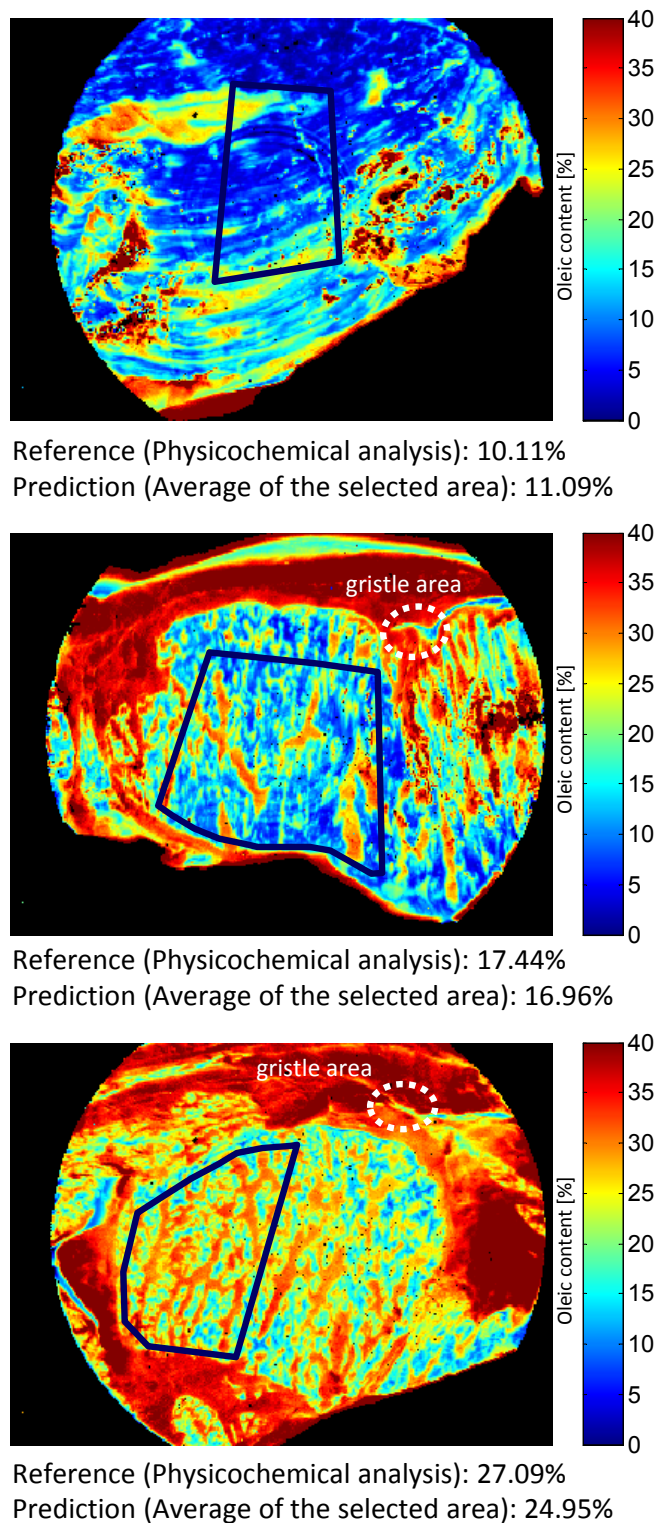 40
35
30
25
20
15
10
5
0
Oleic content [%]
Reference (Physicochemical analysis): 10.11%
Prediction (Average of the selected area): 11.09%
gristle area
40
35
30
25
20
15
10
5
0
Oleic content [%]
Reference (Physicochemical analysis): 17.44%
Prediction (Average of the selected area): 16.96%
gristle area
40
35
30
25
20
15
10
5
0
Oleic content [%]
Reference (Physicochemical analysis): 27.09%
Prediction (Average of the selected area): 24.95%